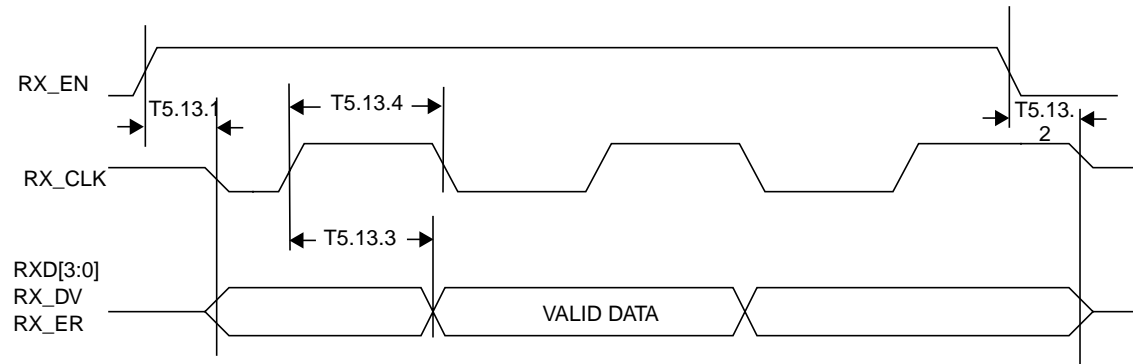 RX_EN
T5.13.1
T5.13.4
T5.13.
2
RX_CLK
T5.13.3
RXD[3:0]
RX_DV
RX_ER
VALID DATA